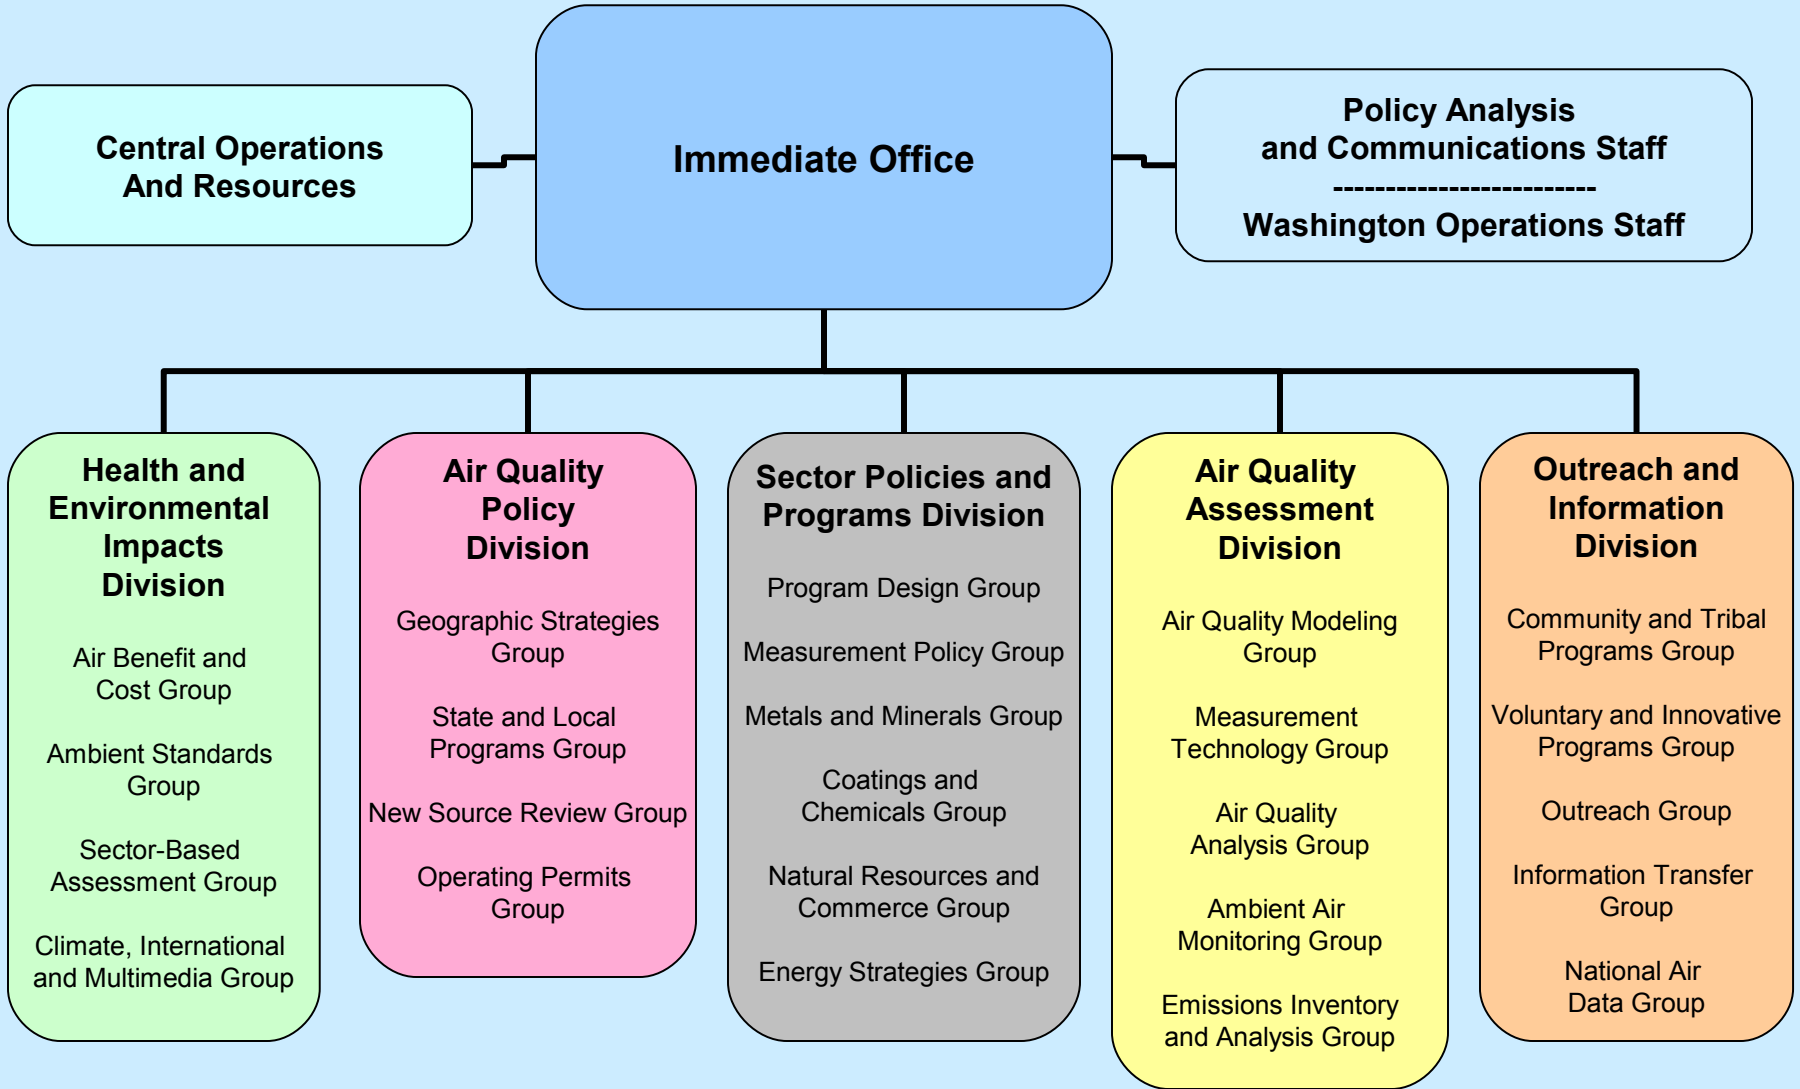 Central Operations
And Resources
Immediate Office
Policy Analysis
and Communications Staff
-------------------------
Washington Operations Staff
Health and
Environmental
Impacts
Division
Air Benefit and
Cost Group
Ambient Standards
Group
Sector-Based
Assessment Group
Climate, International
and Multimedia Group
Air Quality
Policy
Division
Geographic Strategies
Group
State and Local
Programs Group
New Source Review Group
Operating Permits
Group
Sector Policies and
Programs Division
Program Design Group
Measurement Policy Group
Metals and Minerals Group
Coatings and
Chemicals Group
Natural Resources and
Commerce Group
Energy Strategies Group
Air Quality
Assessment
Division
Air Quality Modeling
Group
Measurement
Technology Group
Air Quality
Analysis Group
Ambient Air
Monitoring Group
Emissions Inventory
and Analysis Group
Outreach and
Information
Division
Community and Tribal
Programs Group
Voluntary and Innovative
Programs Group
Outreach Group
Information Transfer
Group
National Air
Data Group